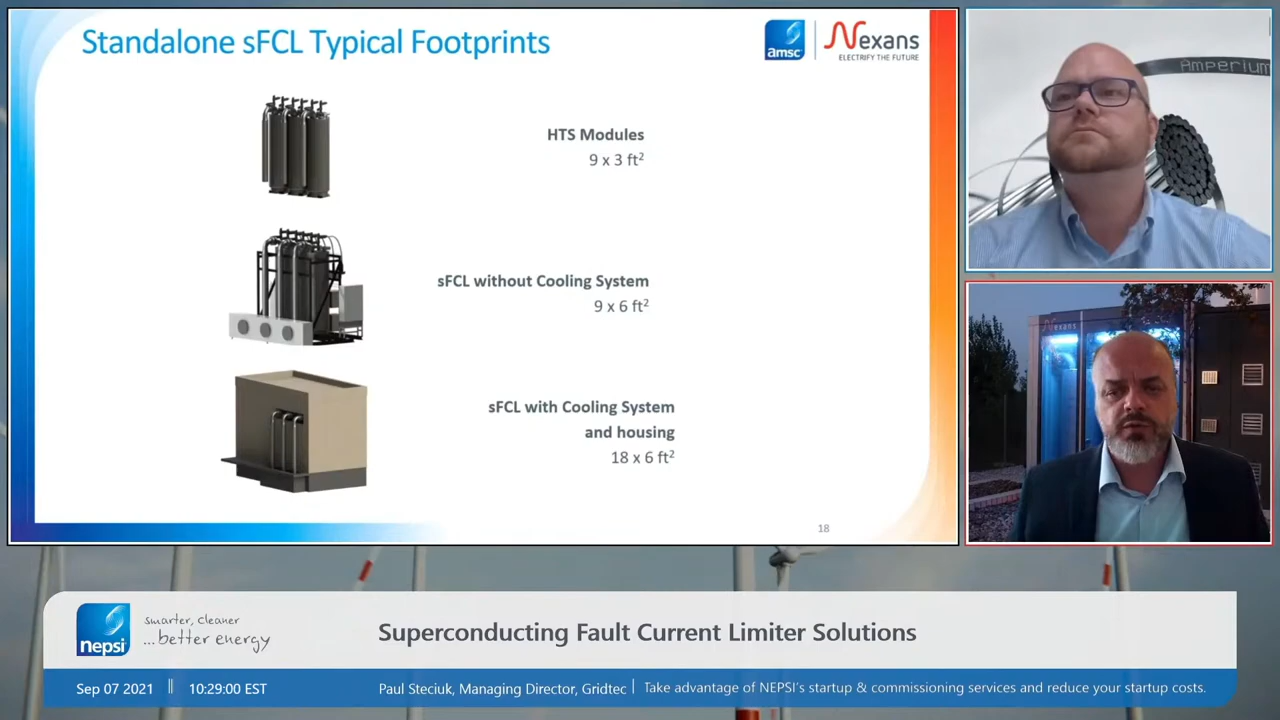 Standalone sFCL Typical Footprints
amsc
Nexans
ELECTRIFY THE FUTURE
HTS Modules
9 x 3 ft²
sFCL without Cooling System
9 x 6 ft²
sFCL with Cooling System
and housing
18 x 6 ft²
18
Amperium
Nexans
nepsi
smarter, cleaner
...better energy
Superconducting Fault Current Limiter Solutions
Sep 07 2021
10:29:00 EST
Paul Steciuk, Managing Director, Gridtec
Take advantage of NEPSI's startup & commissioning services and reduce your startup costs.